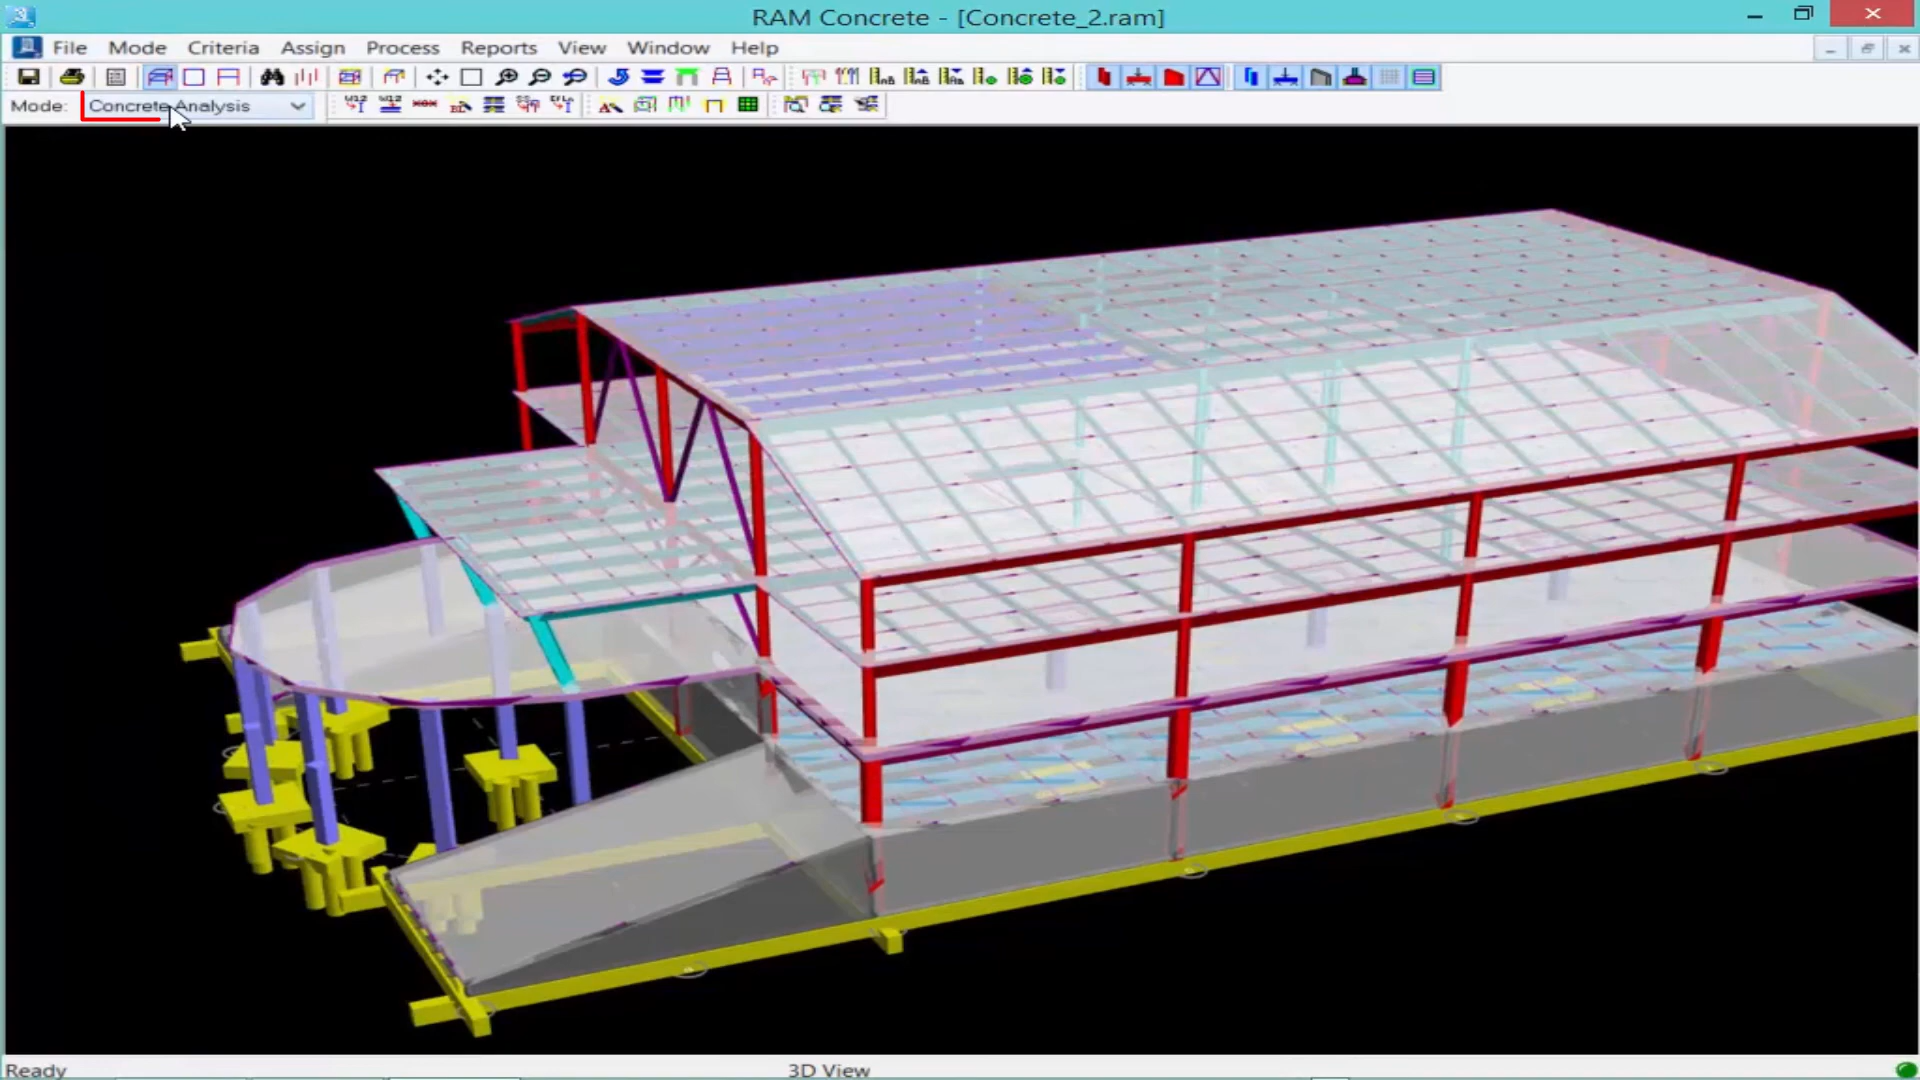 RAM Concrete - [Concrete_2.ram]
File Mode Criteria Assign Process Reports View Window Help
Mode: Concrete Analysis
Ready 3D View